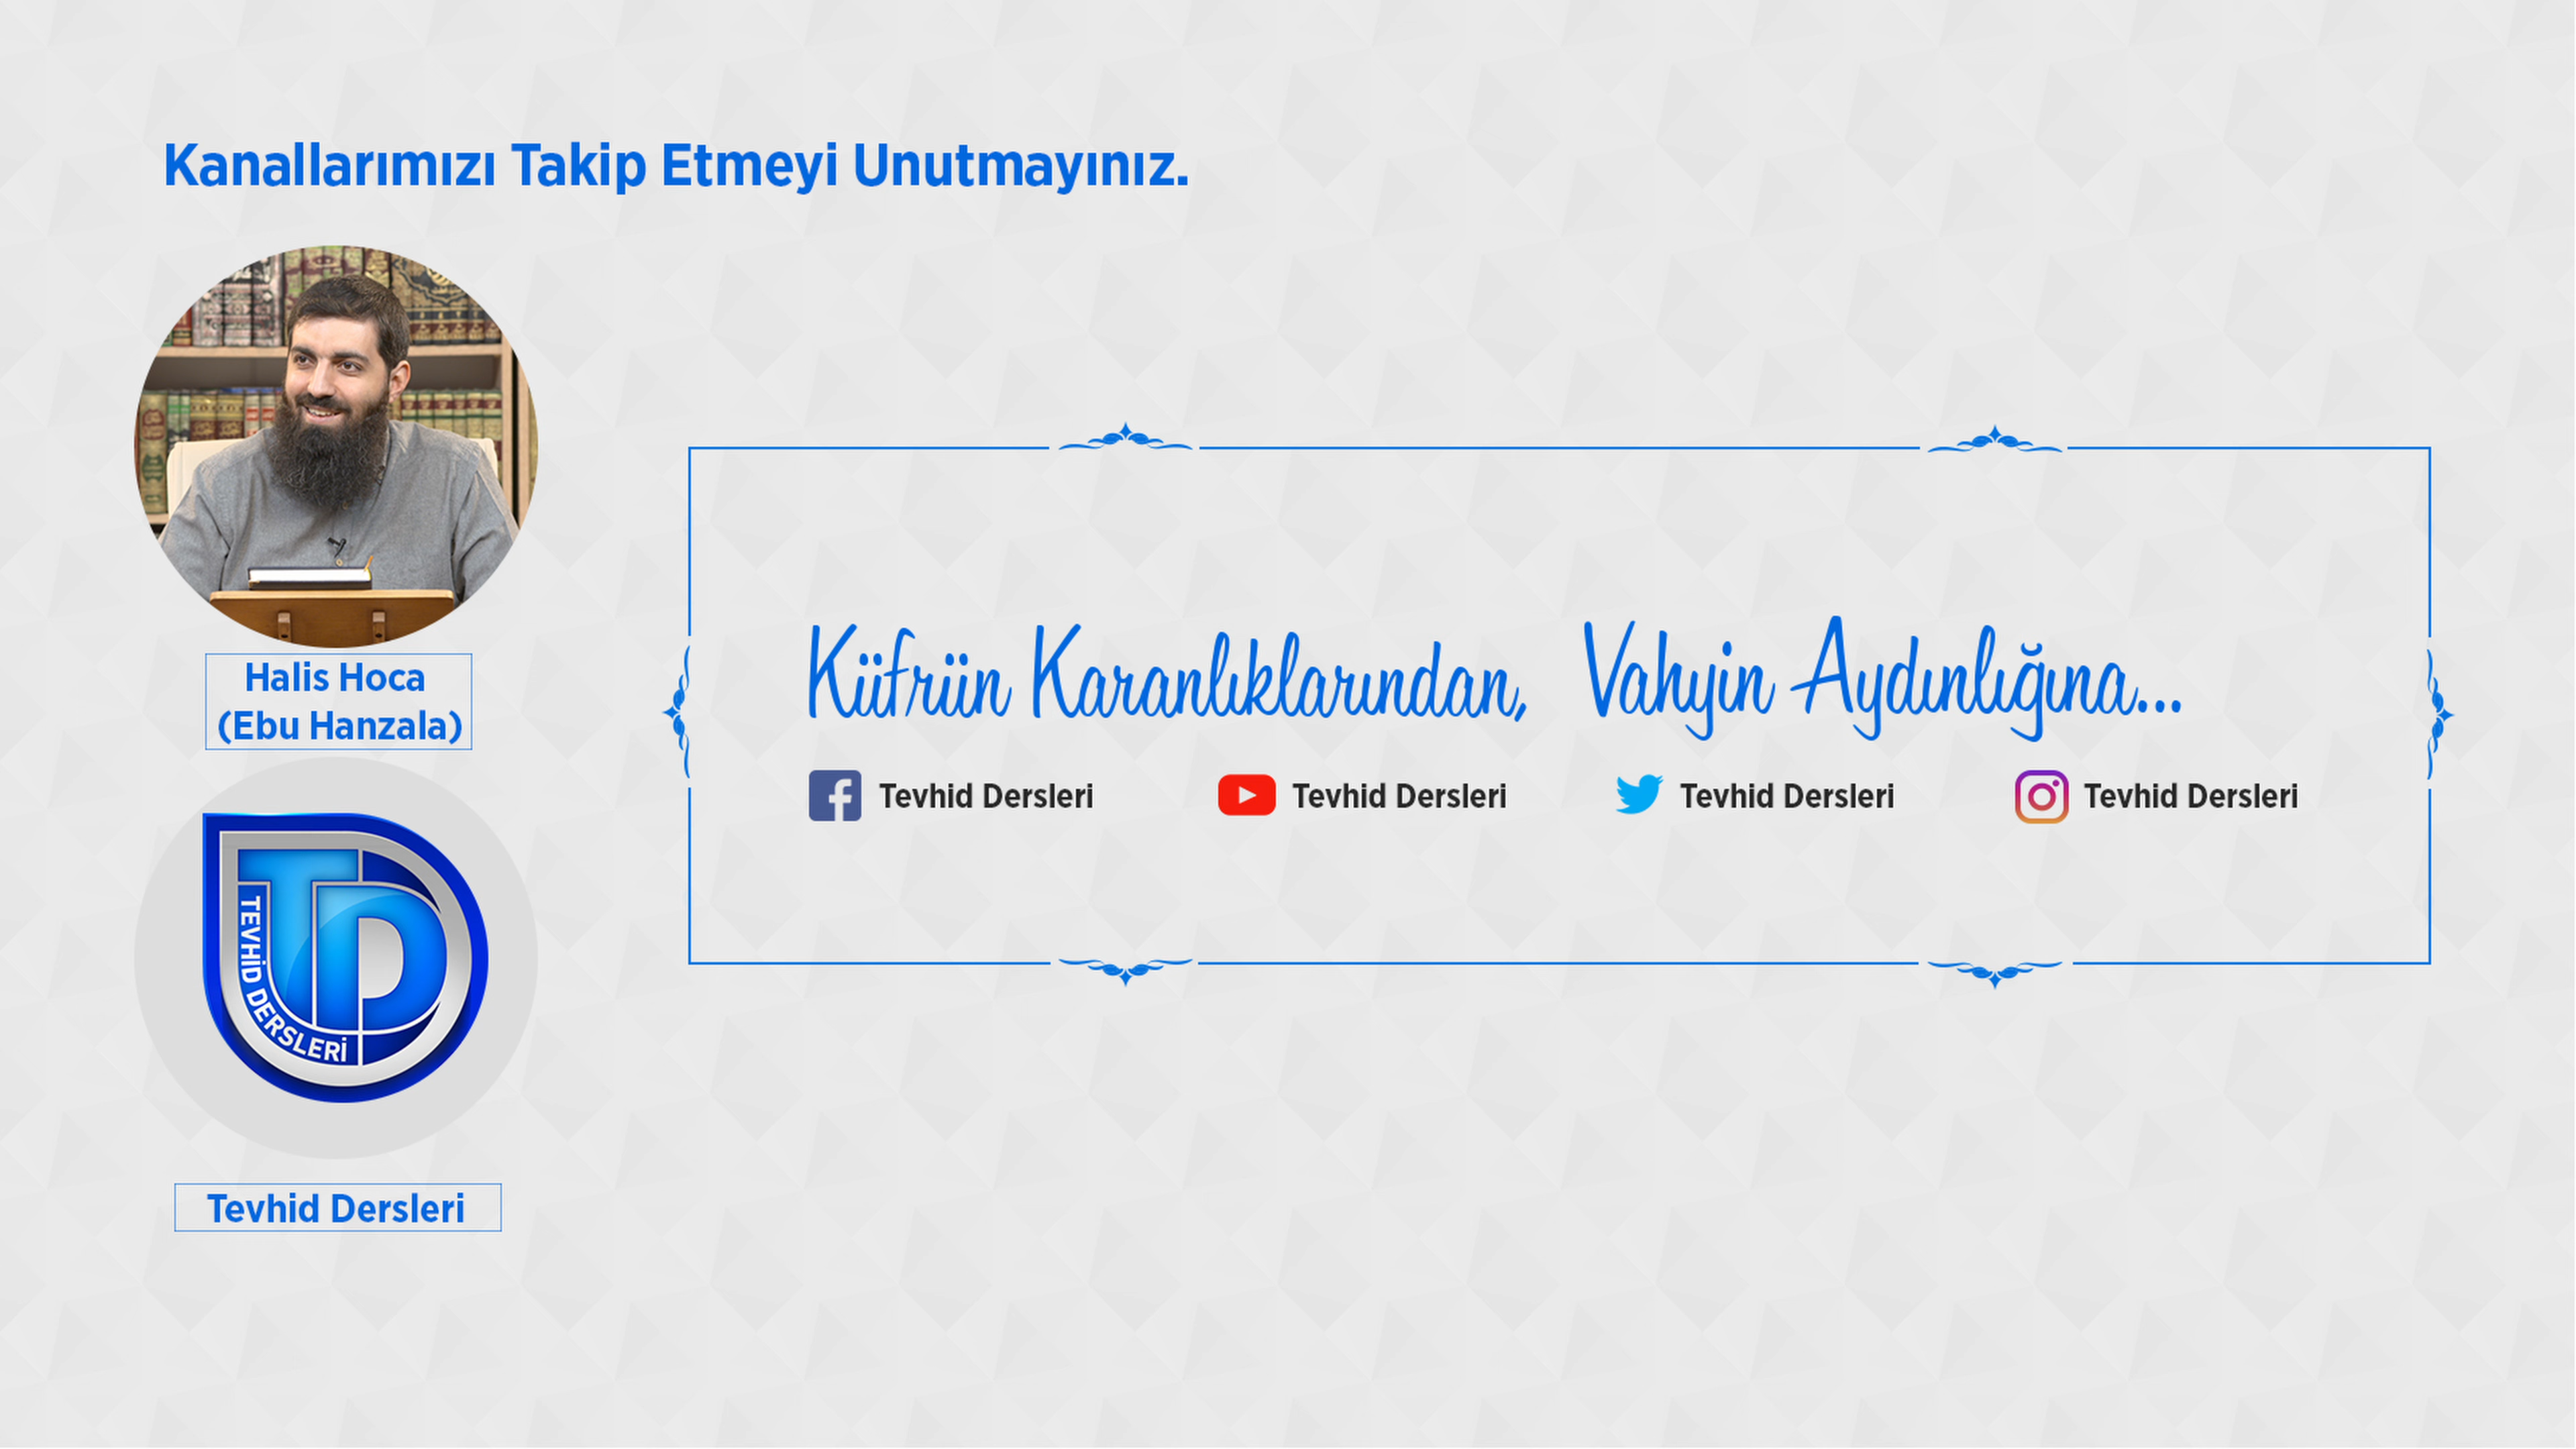 Kanallarımızı Takip Etmeyi Unutmayınız.
Halis Hoca
(Ebu Hanzala)
Küfrün Karanlıklarından, Vahyin Aydınlığına...
Tevhid Dersleri
Tevhid Dersleri
Tevhid Dersleri
Tevhid Dersleri
TD
TEVHİD DERSLERİ
Tevhid Dersleri